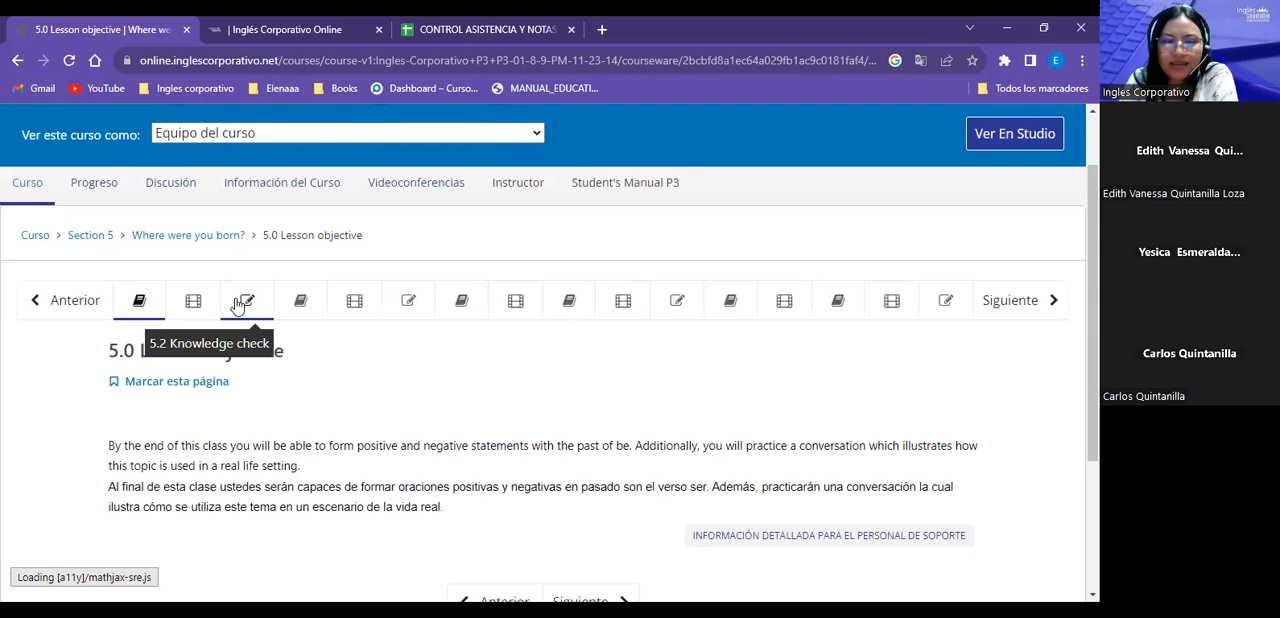 5.0 Lesson objective | Where we
| Inglés Corporativo Online
CONTROL ASISTENCIA Y NOTAS
online.inglescorporativo.net/courses/course-v1:Ingles-Corporativo+P3+P3-01-8-9-PM-11-23-14/courseware/2bcbfd8a1ec64a029fb1ac9c0181faf4/...
E
Gmail
YouTube
Ingles corporativo
Elenaaa
Books
Dashboard – Curso...
MANUAL_EDUCATI...
Todos los marcadores
Ver este curso como:
Equipo del curso
Ver En Studio
Curso
Progreso
Discusión
Información del Curso
Videoconferencias
Instructor
Student's Manual P3
Curso > Section 5 > Where were you born? > 5.0 Lesson objective
Anterior
Siguiente
5.2 Knowledge check
5.0
Marcar esta página
By the end of this class you will be able to form positive and negative statements with the past of be. Additionally, you will practice a conversation which illustrates how
this topic is used in a real life setting.
Al final de esta clase ustedes serán capaces de formar oraciones positivas y negativas en pasado son el verso ser. Además, practicarán una conversación la cual
ilustra cómo se utiliza este tema en un escenario de la vida real.
INFORMACIÓN DETALLADA PARA EL PERSONAL DE SOPORTE
Loading [a11y]/mathjax-sre.js
Anterior
Siguiente
Ingles Corporativo
Edith Vanessa Qui...
Edith Vanessa Quintanilla Loza
Yesica Esmeralda...
Carlos Quintanilla
Carlos Quintanilla